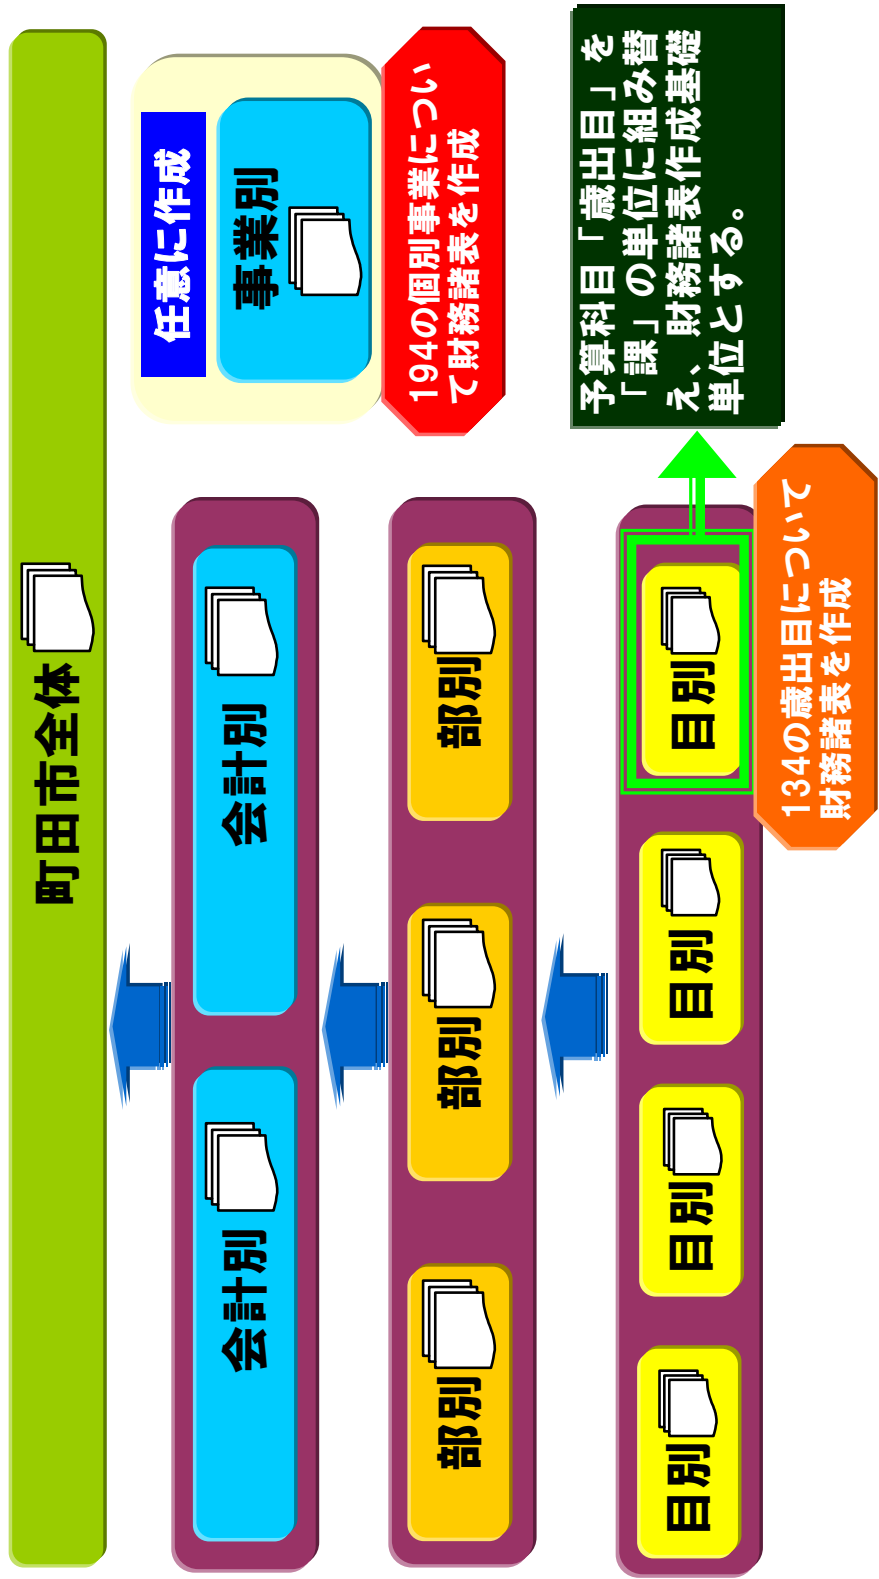 町田市全体
会計別
会計別
任意に作成
事業別
194の個別事業につい
て財務諸表を作成
部別
部別
部別
目別
目別
目別
目別
予算科目「歳出目」を
「課」の単位に組み替
え、財務諸表作成基礎
単位とする。
134の歳出目について
財務諸表を作成